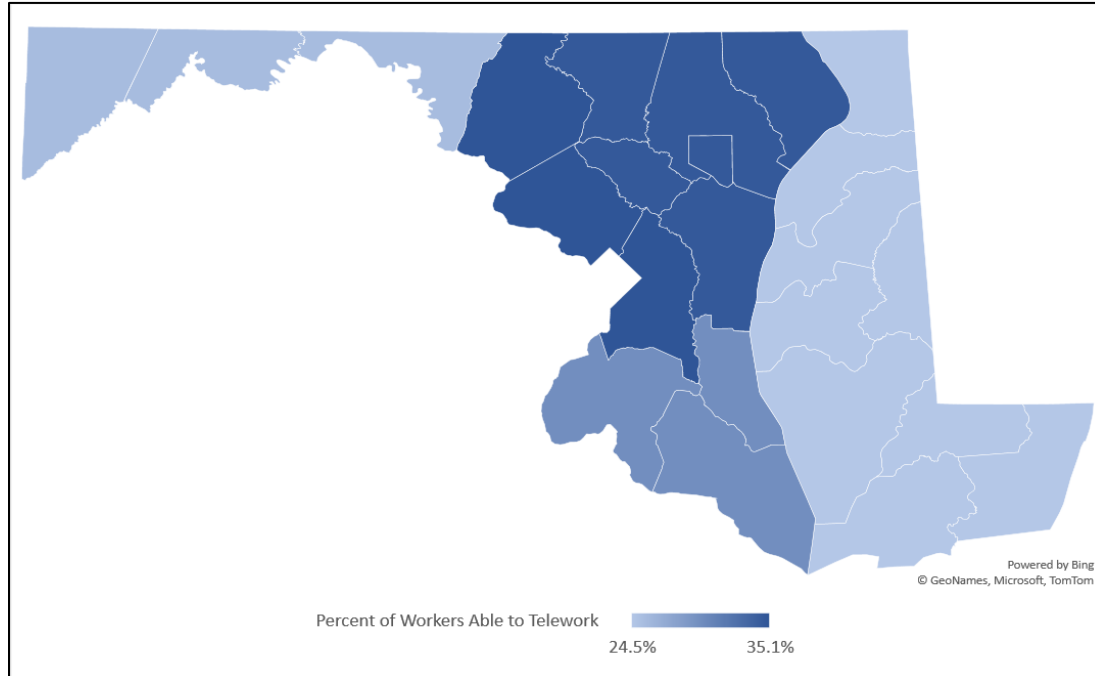 Powered by Bing
© GeoNames, Microsoft, TomTom
Percent of Workers Able to Telework
24.5% 35.1%